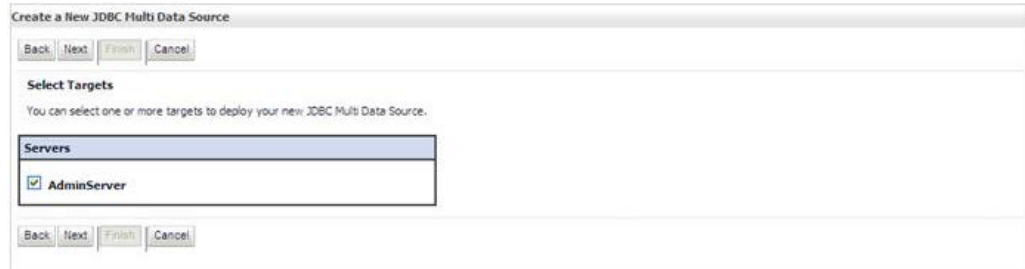 Create a New JDBC Multi Data Source
Back Next Finish Cancel
Select Targets
You can select one or more targets to deploy your new JDBC Multi Data Source.
Servers
AdminServer
Back Next Finish Cancel